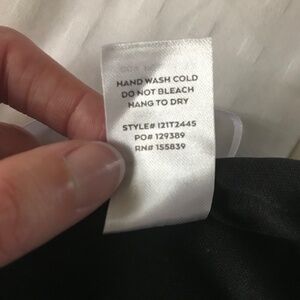 HAND WASH COLD
DO NOT BLEACH
HANG TO DRY
STYLE# 121T2445
PO# 129389
RN# 155839